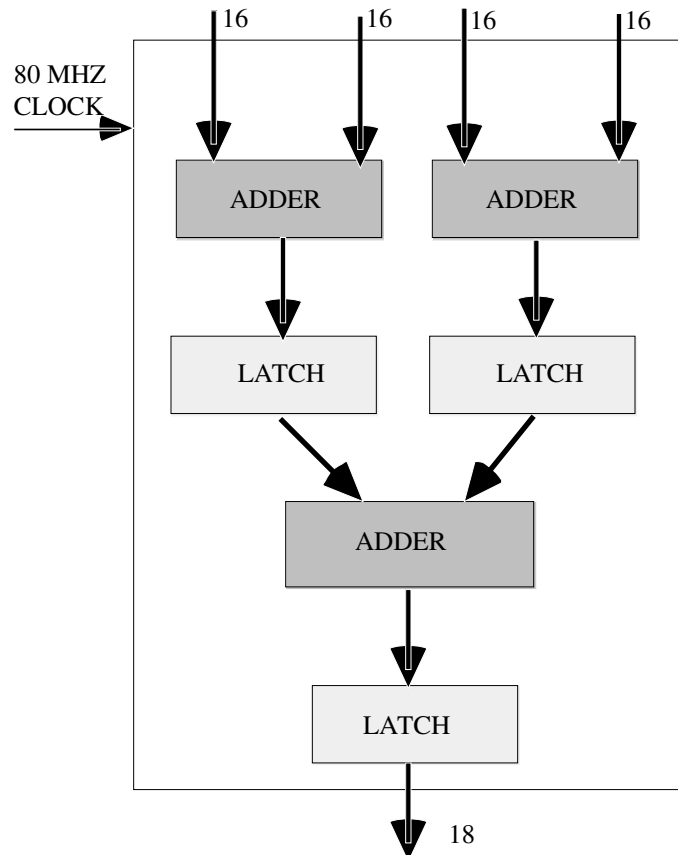 16 16 16 16
80 MHZ
CLOCK
ADDER ADDER
LATCH LATCH
ADDER
LATCH
18